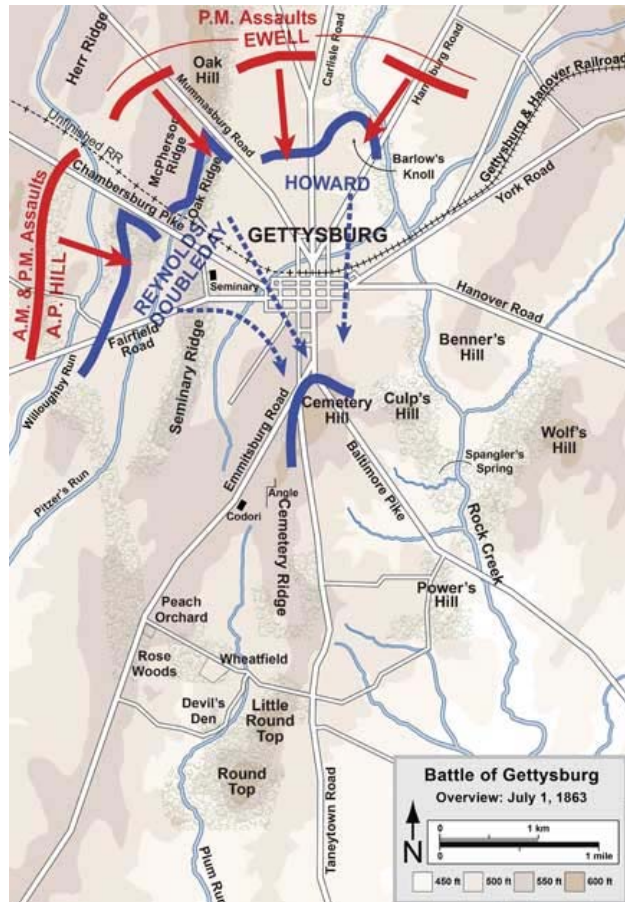 P.M. Assaults
EWELL
Herr Ridge
Oak
Hill
Mummasburg Road
Carlisle Road
Harrisburg Road
Gettysburg & Hanover Railroad
Unfinished RR
McPherson
Ridge
Chambersburg Pike
Oak Ridge
Barlow's
Knoll
York Road
HOWARD
A.M. & P.M. Assaults
A.P. HILL
REYNOLDS
DOUBLEDAY
GETTYSBURG
Seminary
Hanover Road
Fairfield
Road
Benner's
Hill
Willoughby Run
Seminary Ridge
Cemetery
Hill
Culp's
Hill
Wolf's
Hill
Emmitsburg Road
Baltimore Pike
Spangler's
Spring
Pitzer's Run
Angle
Codori
Cemetery Ridge
Rock Creek
Power's
Hill
Peach
Orchard
Rose
Woods
Wheatfield
Devil's
Den
Little
Round
Top
Round
Top
Taneytown Road
Plum Run
Battle of Gettysburg
Overview: July 1, 1863
N
0 1 km
0 1 mile
450 ft 500 ft 550 ft 600 ft